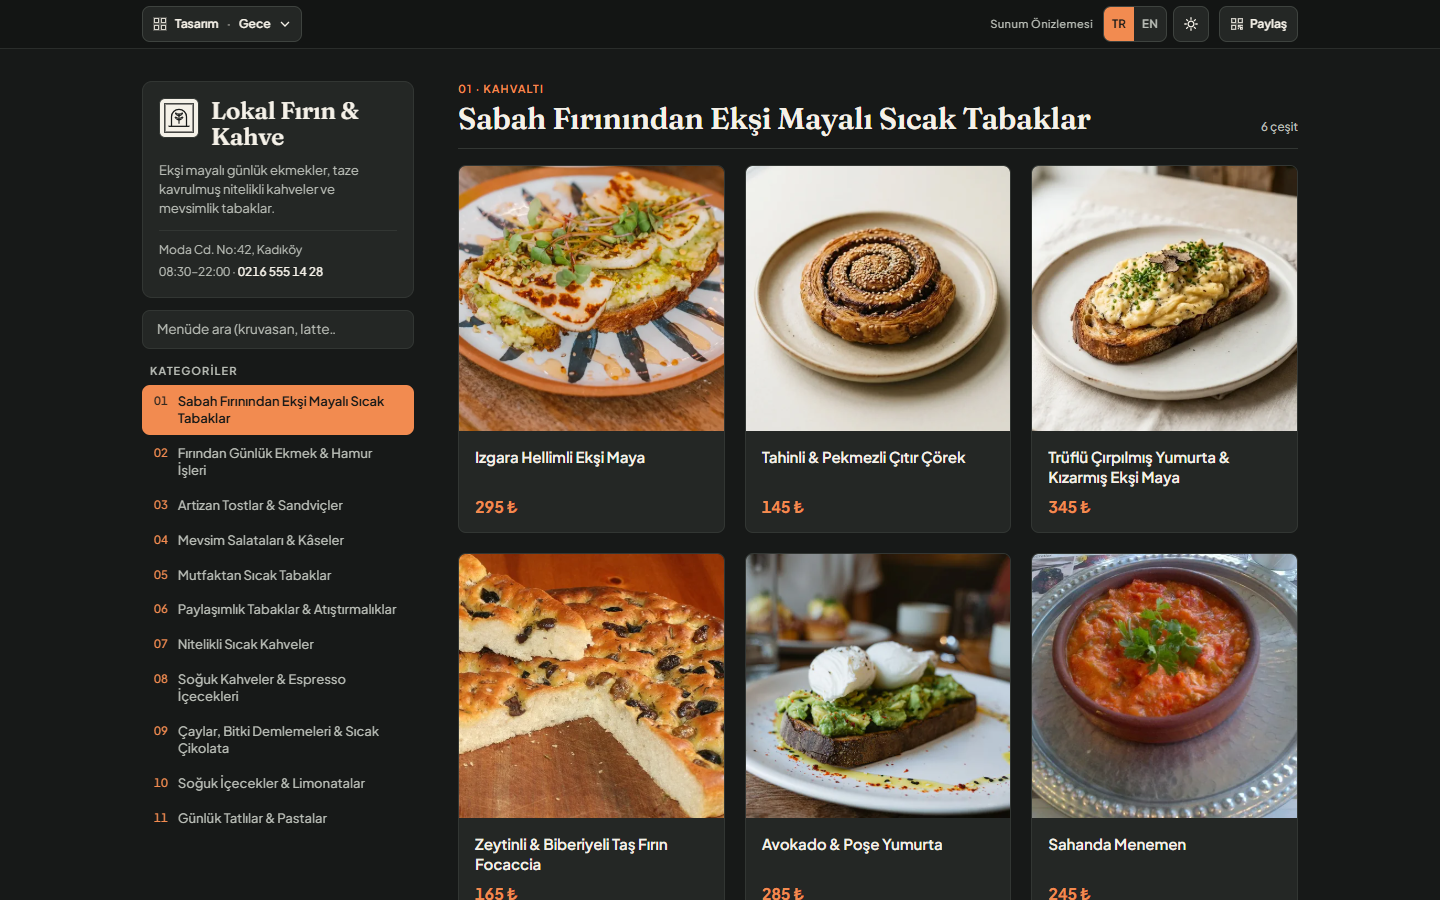 Tasarım · Gece
Sunum Önizlemesi
TR
EN
Paylaş
Lokal Fırın &
Kahve
Ekşi mayalı günlük ekmekler, taze
kavrulmuş nitelikli kahveler ve
mevsimlik tabaklar.
Moda Cd. No:42, Kadıköy
08:30–22:00 · 0216 555 14 28
Menüde ara (kruvasan, latte..
KATEGORİLER
01 Sabah Fırınından Ekşi Mayalı Sıcak
Tabaklar
02 Fırından Günlük Ekmek & Hamur
İşleri
03 Artizan Tostlar & Sandviçler
04 Mevsim Salataları & Kâseler
05 Mutfaktan Sıcak Tabaklar
06 Paylaşımlık Tabaklar & Atıştırmalıklar
07 Nitelikli Sıcak Kahveler
08 Soğuk Kahveler & Espresso
İçecekleri
09 Çaylar, Bitki Demlemeleri & Sıcak
Çikolata
10 Soğuk İçecekler & Limonatalar
11 Günlük Tatlılar & Pastalar
01 · KAHVALTI
Sabah Fırınından Ekşi Mayalı Sıcak Tabaklar
6 çeşit
Izgara Hellimli Ekşi Maya
295 ₺
Tahinli & Pekmezli Çıtır Çörek
145 ₺
Trüflü Çırpılmış Yumurta &
Kızarmış Ekşi Maya
345 ₺
Zeytinli & Biberiyeli Taş Fırın
Focaccia
165 ₺
Avokado & Poşe Yumurta
285 ₺
Sahanda Menemen
245 ₺